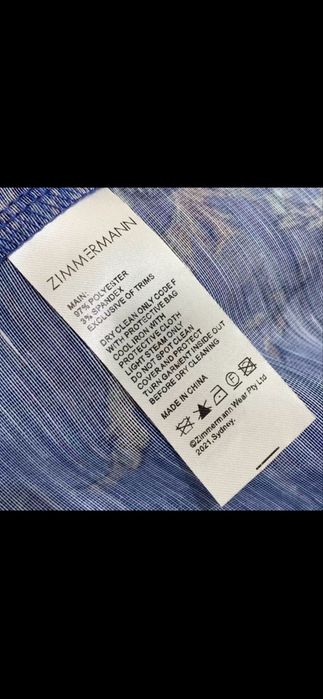 ZIMMERMANN
MAIN:
97% POLYESTER
3% SPANDEX
EXCLUSIVE OF TRIMS
DRY CLEAN ONLY CODE F
WITH PROTECTIVE BAG
COOL IRON WITH
PROTECTIVE CLOTH
LIGHT STEAM ONLY
DO NOT SPOT CLEAN
COVER AND PROTECT
TURN GARMENT INSIDE OUT
BEFORE DRY CLEANING
MADE IN CHINA
©Zimmermann Wear Pty Ltd
2021.Sydney.